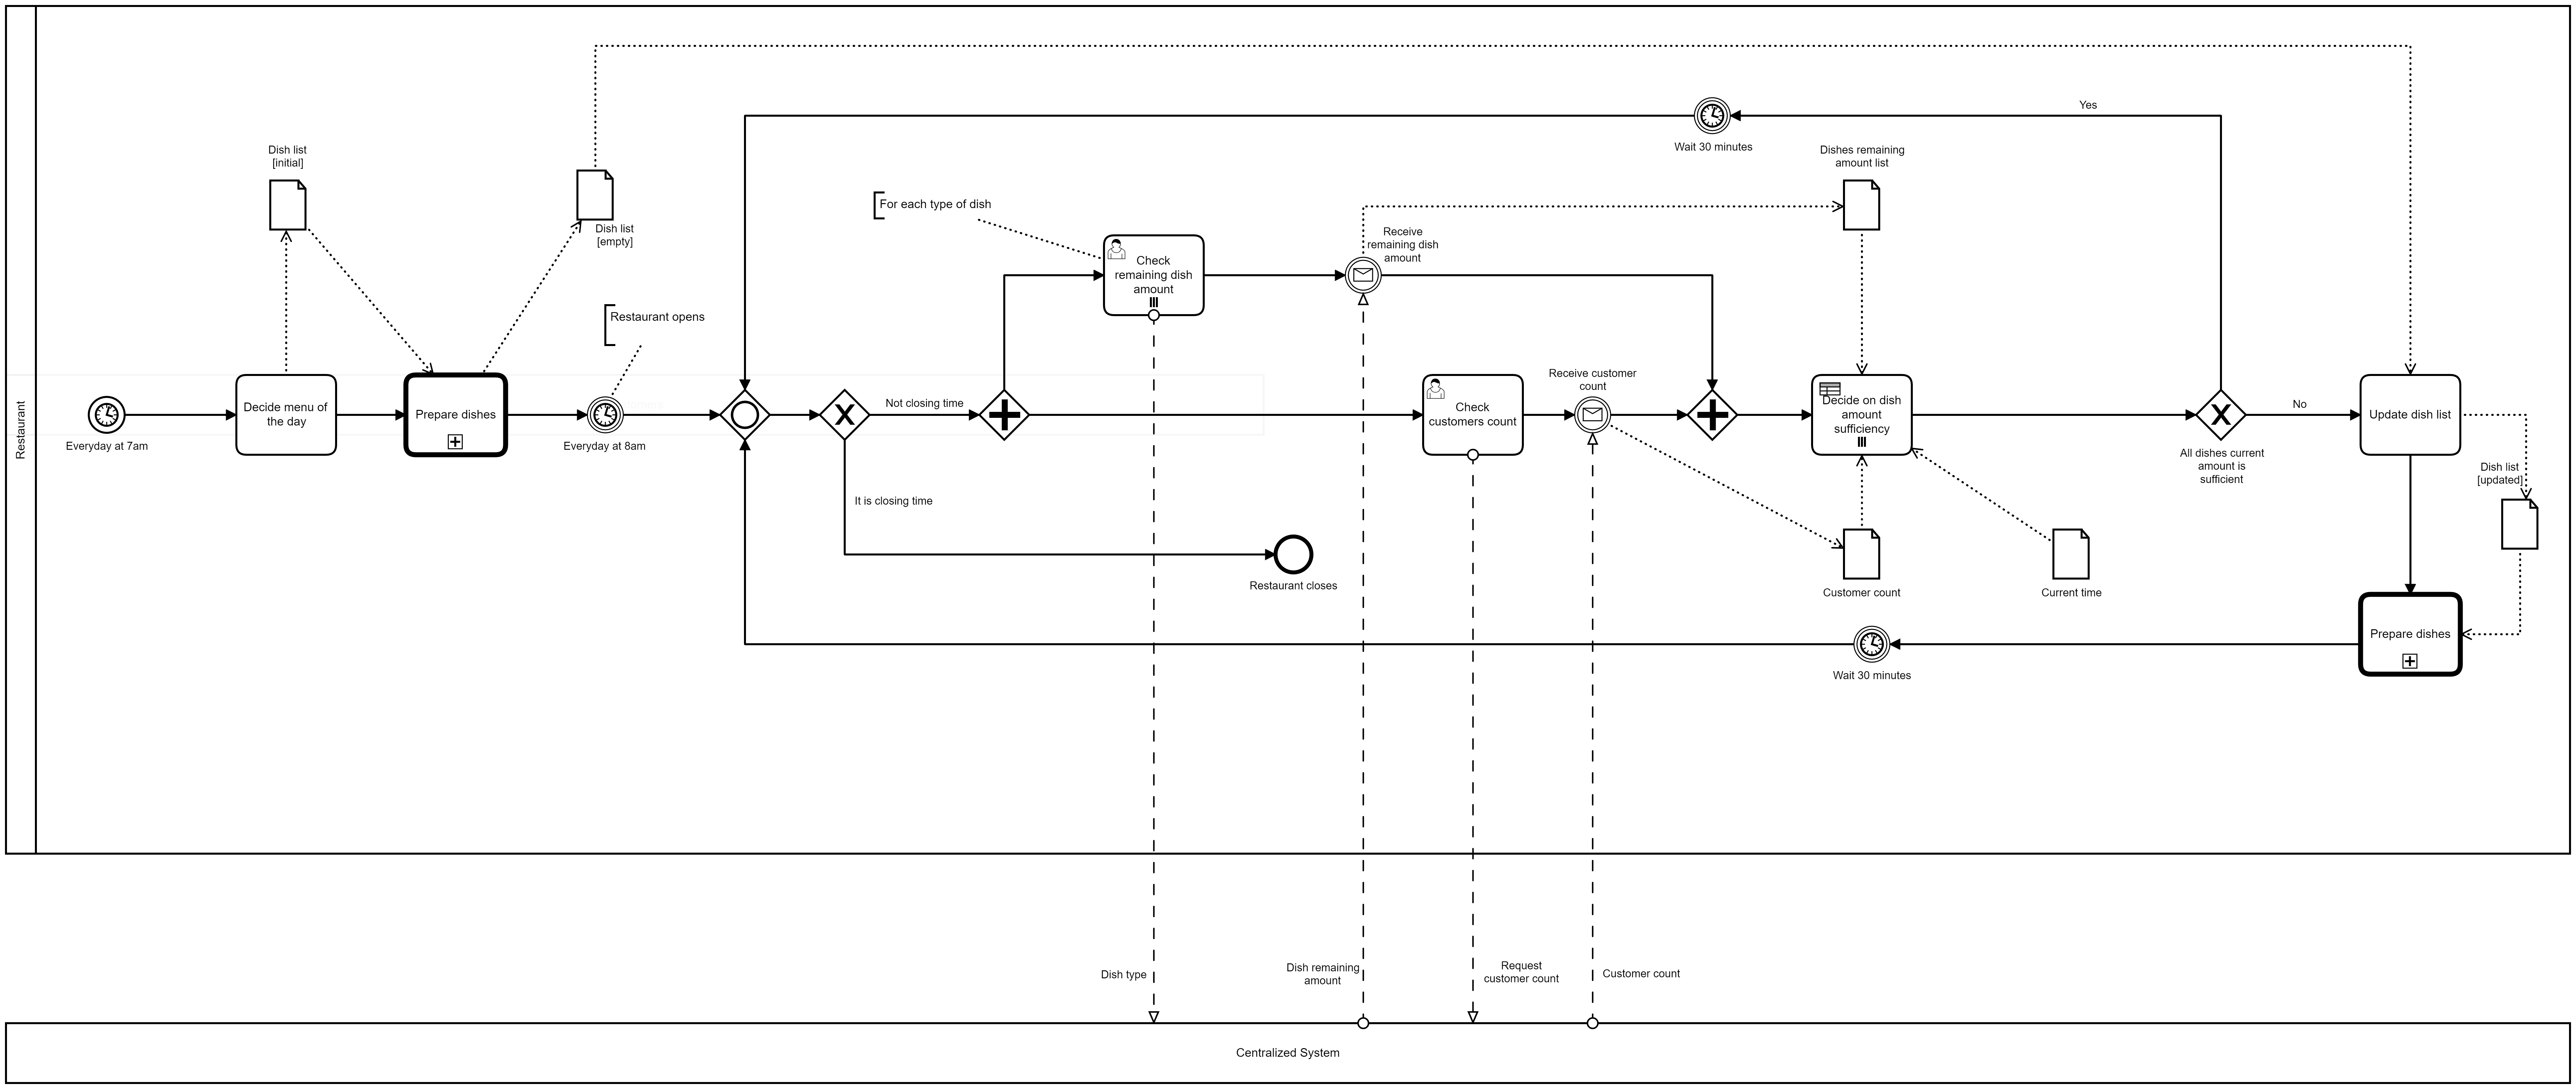 Restaurant
Everyday at 7am
Decide menu of
the day
Dish list
[initial]
Prepare dishes
Dish list
[empty]
Restaurant opens
Everyday at 8am
Not closing time
It is closing time
Restaurant closes
For each type of dish
Check
remaining dish
amount
Receive
remaining dish
amount
Check
customers count
Receive customer
count
Wait 30 minutes
Yes
Dishes remaining
amount list
Decide on dish
amount
sufficiency
Customer count
Current time
All dishes current
amount is
sufficient
No
Update dish list
Dish list
[updated]
Prepare dishes
Wait 30 minutes
Dish type
Dish remaining
amount
Request
customer count
Customer count
Centralized System